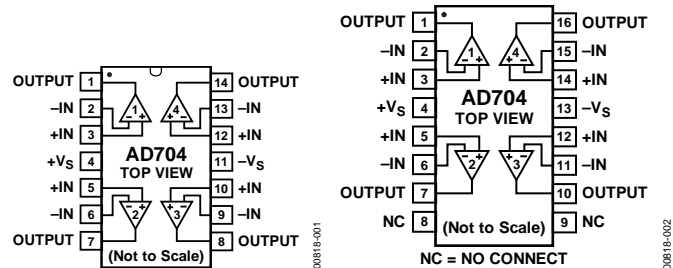 OUTPUT 1 14 OUTPUT
–IN 2 1 4 13 –IN
+IN 3 12 +IN
+VS 4 AD704 11 –VS
TOP VIEW
+IN 5 10 +IN
–IN 6 2 3 9 –IN
OUTPUT 7 8 OUTPUT
(Not to Scale)
00818-001
OUTPUT 1 16 OUTPUT
–IN 2 1 4 15 –IN
+IN 3 14 +IN
+VS 4 AD704 13 –VS
TOP VIEW
+IN 5 12 +IN
–IN 6 2 3 11 –IN
OUTPUT 7 10 OUTPUT
NC 8 (Not to Scale) 9 NC
NC = NO CONNECT
00818-002